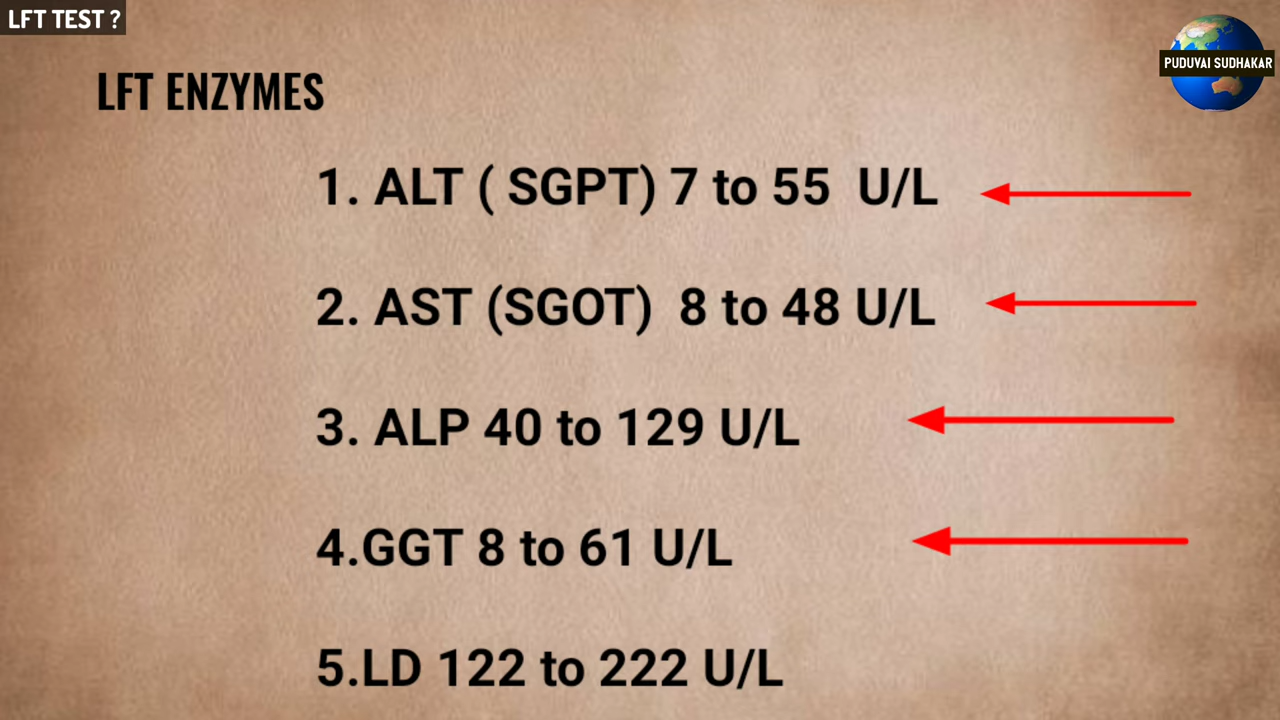 LFT TEST ?
PUDUVAI SUDHAKAR
LFT ENZYMES
1. ALT ( SGPT) 7 to 55 U/L
2. AST (SGOT) 8 to 48 U/L
3. ALP 40 to 129 U/L
4.GGT 8 to 61 U/L
5.LD 122 to 222 U/L